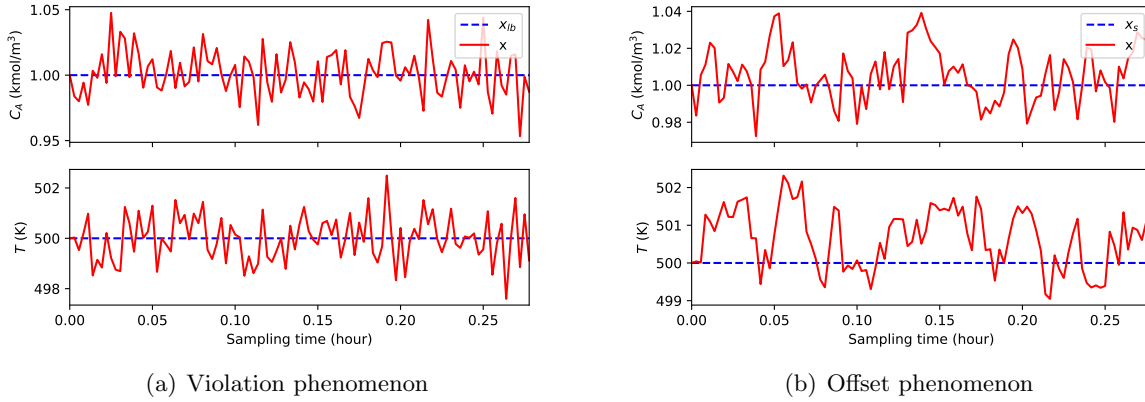 1.05
1.00
0.95
C_A (kmol/m³)
x_{lb}
x
502
500
498
T (K)
0.00 0.05 0.10 0.15 0.20 0.25
Sampling time (hour)
(a) Violation phenomenon
1.04
1.02
1.00
0.98
C_A (kmol/m³)
x_s
x
502
501
500
499
T (K)
0.00 0.05 0.10 0.15 0.20 0.25
Sampling time (hour)
(b) Offset phenomenon